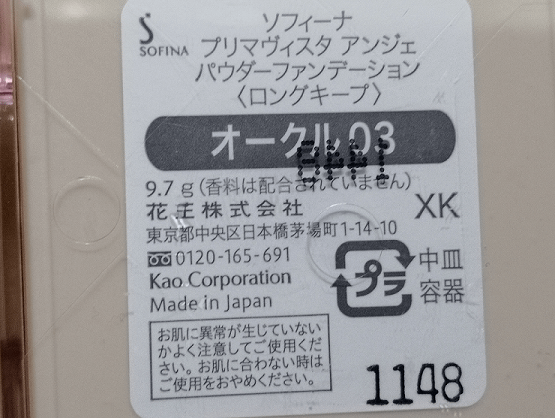 SOFINA
ソフィーナ
プリマヴィスタ アンジェ
パウダーファンデーション
〈ロングキープ〉
オークル 03
9.7 g (香料は配合されていません)
花王株式会社
XK
東京都中央区日本橋茅場町1-14-10
0120-165-691
Kao Corporation
Made in Japan
プラ
中皿
容器
お肌に異常が生じていない
かよく注意してご使用くだ
さい。お肌に合わない時は
ご使用をおやめください。
1148